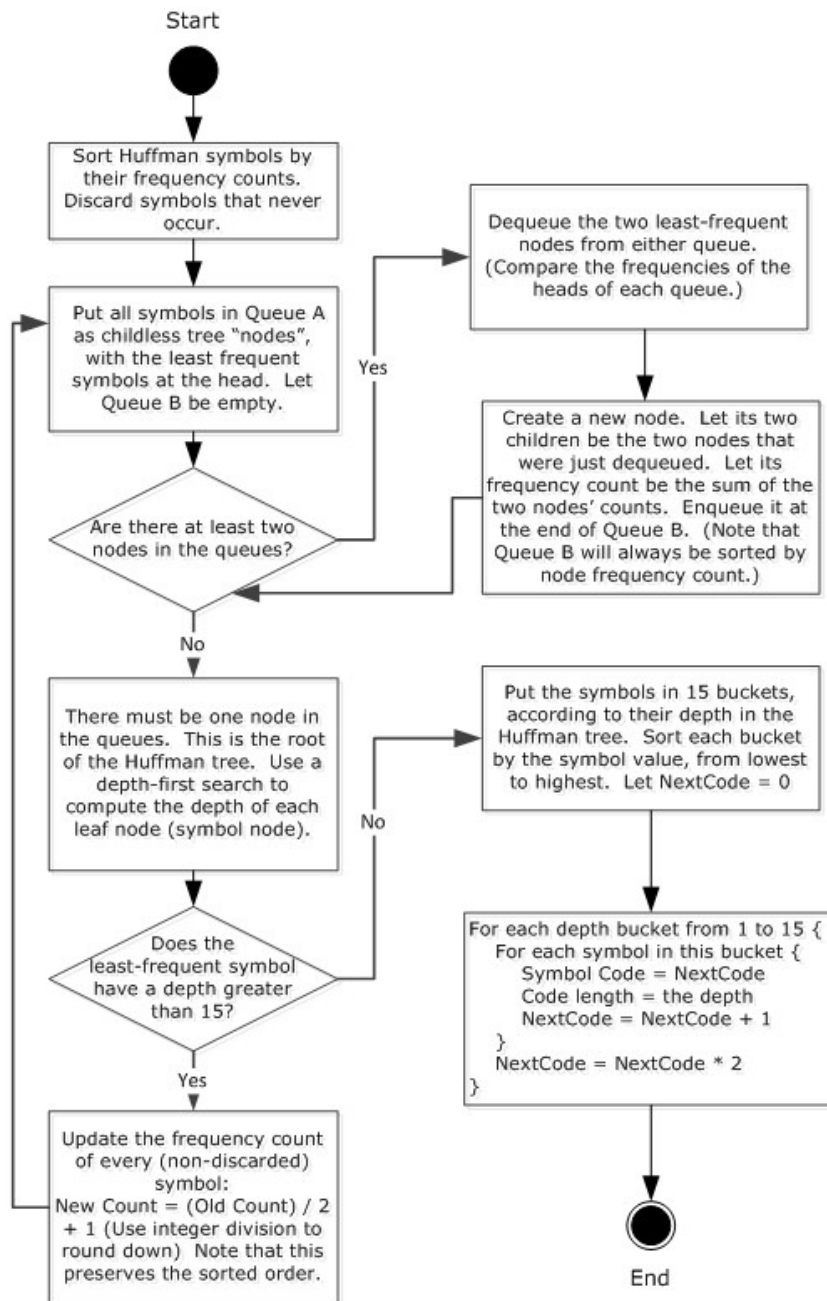 Start
Sort Huffman symbols by
their frequency counts.
Discard symbols that never
occur.
Put all symbols in Queue A
as childless tree “nodes”,
with the least frequent
symbols at the head.  Let
Queue B be empty.
Are there at least two
nodes in the queues?
Yes
Dequeue the two least-frequent
nodes from either queue.
(Compare the frequencies of the
heads of each queue.)
Create a new node.  Let its two
children be the two nodes that
were just dequeued.  Let its
frequency count be the sum of the
two nodes’ counts.  Enqueue it at
the end of Queue B.  (Note that
Queue B will always be sorted by
node frequency count.)
No
There must be one node in
the queues.  This is the root
of the Huffman tree.  Use a
depth-first search to
compute the depth of each
leaf node (symbol node).
Does the
least-frequent symbol
have a depth greater
than 15?
No
Put the symbols in 15 buckets,
according to their depth in the
Huffman tree.  Sort each bucket
by the symbol value, from lowest
to highest.  Let NextCode = 0
For each depth bucket from 1 to 15 {
For each symbol in this bucket {
Symbol Code = NextCode
Code length = the depth
NextCode = NextCode + 1
}
NextCode = NextCode * 2
}
Yes
Update the frequency count
of every (non-discarded)
symbol:
New Count = (Old Count) / 2
+ 1 (Use integer division to
round down)  Note that this
preserves the sorted order.
End